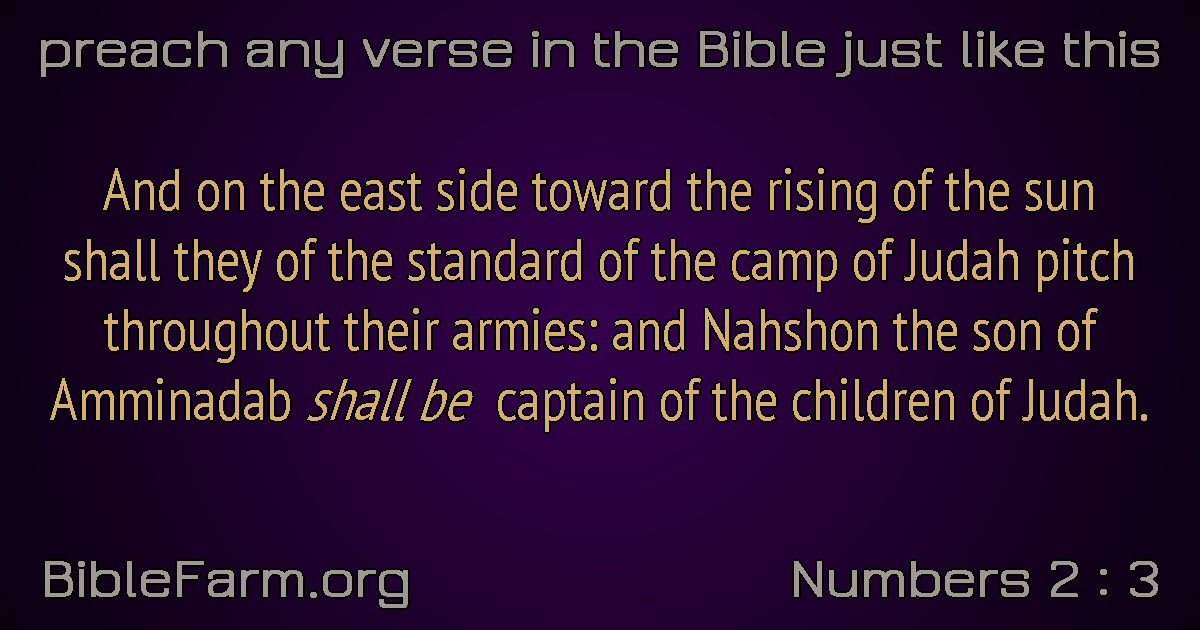 preach any verse in the Bible just like this
And on the east side toward the rising of the sun
shall they of the standard of the camp of Judah pitch
throughout their armies: and Nahshon the son of
Amminadab shall be captain of the children of Judah.
BibleFarm.org
Numbers 2 : 3